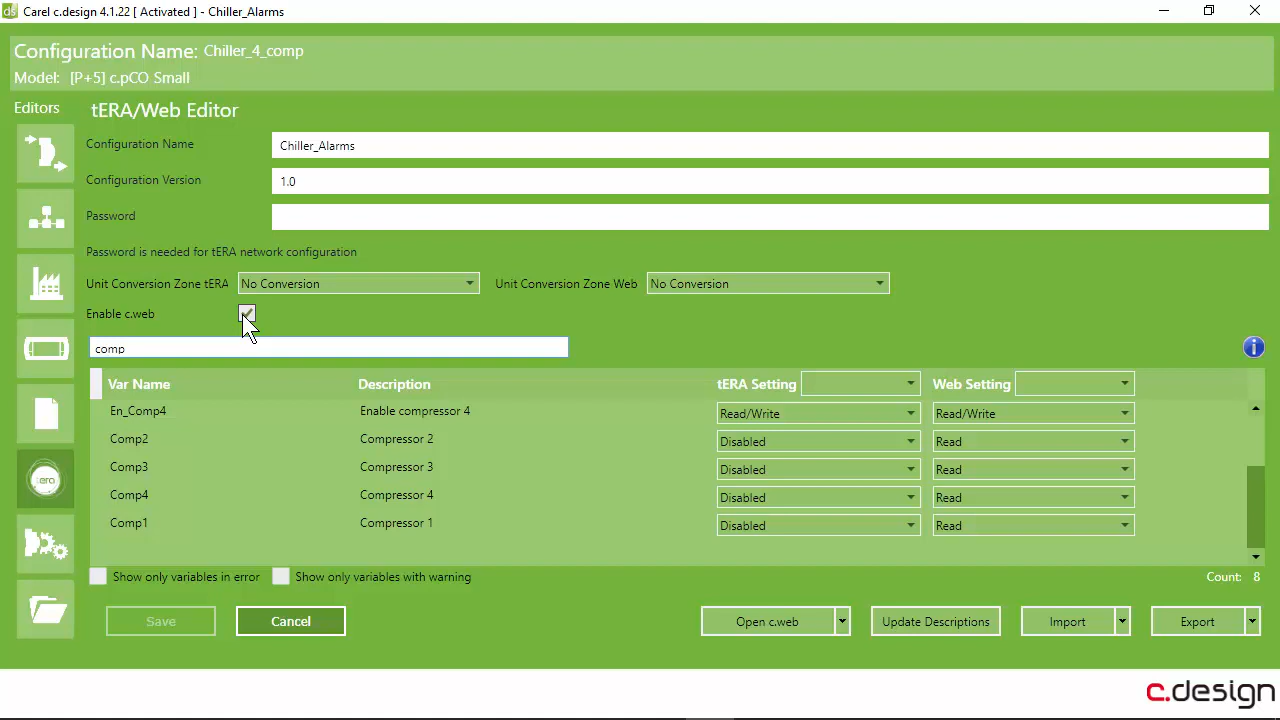 Carel c.design 4.1.22 [ Activated ] - Chiller_Alarms
Configuration Name: Chiller_4_comp
Model: [P+5] c.pCO Small
Editors
tERA/Web Editor
Configuration Name Chiller_Alarms
Configuration Version 1.0
Password
Password is needed for tERA network configuration
Unit Conversion Zone tERA No Conversion Unit Conversion Zone Web No Conversion
Enable c.web
comp
Var Name Description tERA Setting Web Setting
En_Comp4 Enable compressor 4 Read/Write Read/Write
Comp2 Compressor 2 Disabled Read
Comp3 Compressor 3 Disabled Read
Comp4 Compressor 4 Disabled Read
Comp1 Compressor 1 Disabled Read
Show only variables in error Show only variables with warning Count: 8
Save Cancel Open c.web Update Descriptions Import Export
tera
c.design